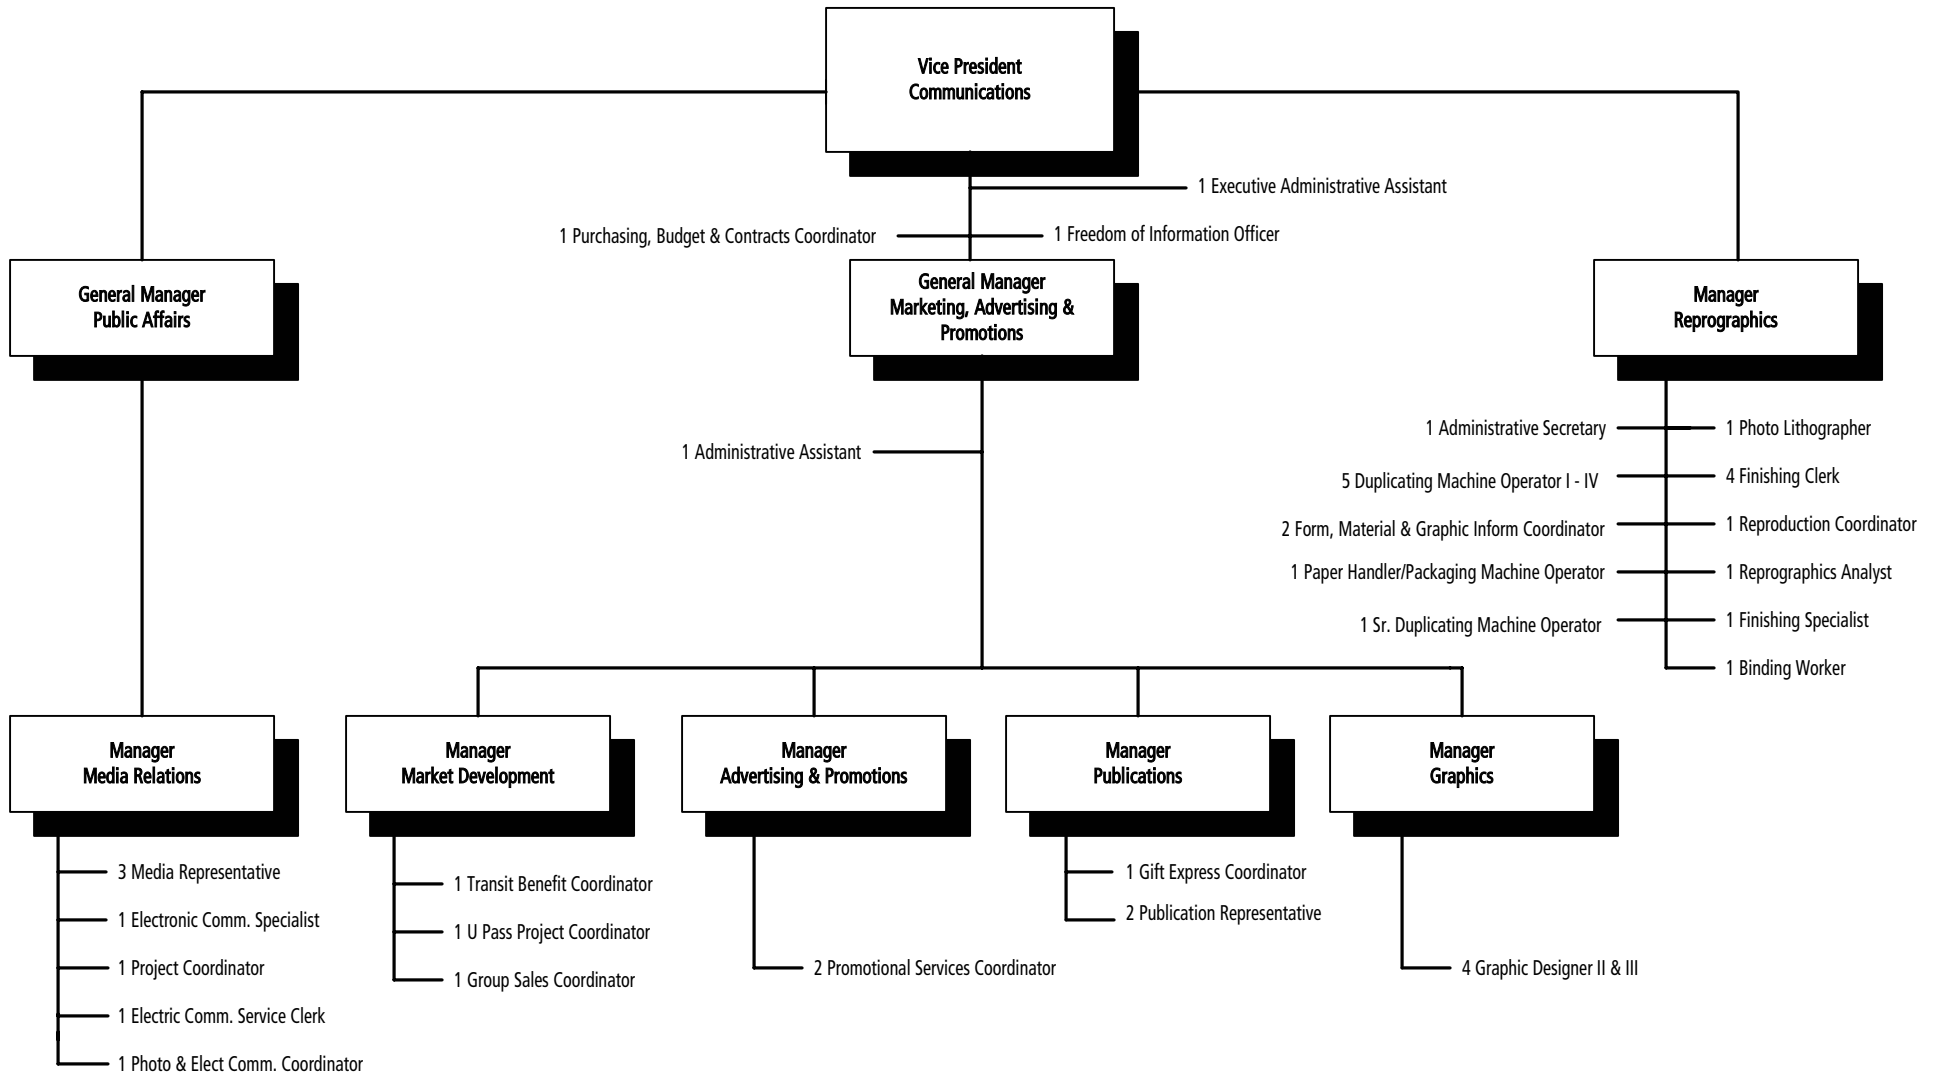 Vice President
Communications
1 Executive Administrative Assistant
1 Purchasing, Budget & Contracts Coordinator
1 Freedom of Information Officer
General Manager
Public Affairs
General Manager
Marketing, Advertising &
Promotions
Manager
Reprographics
1 Administrative Assistant
1 Administrative Secretary
1 Photo Lithographer
5 Duplicating Machine Operator I - IV
4 Finishing Clerk
2 Form, Material & Graphic Inform Coordinator
1 Reproduction Coordinator
1 Paper Handler/Packaging Machine Operator
1 Reprographics Analyst
1 Sr. Duplicating Machine Operator
1 Finishing Specialist
1 Binding Worker
Manager
Media Relations
Manager
Market Development
Manager
Advertising & Promotions
Manager
Publications
Manager
Graphics
3 Media Representative
1 Electronic Comm. Specialist
1 Project Coordinator
1 Electric Comm. Service Clerk
1 Photo & Elect Comm. Coordinator
1 Transit Benefit Coordinator
1 U Pass Project Coordinator
1 Group Sales Coordinator
2 Promotional Services Coordinator
1 Gift Express Coordinator
2 Publication Representative
4 Graphic Designer II & III